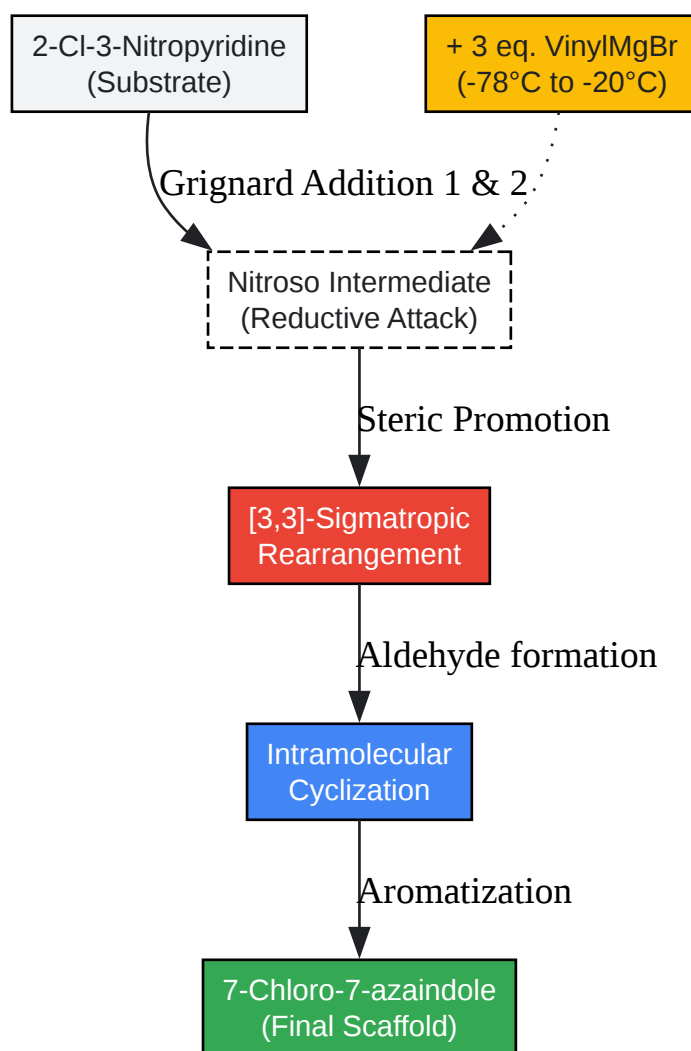 2-Cl-3-Nitropyridine
(Substrate)
+ 3 eq. VinylMgBr
(-78°C to -20°C)
Grignard Addition 1 & 2
Nitroso Intermediate
(Reductive Attack)
Steric Promotion
[3,3]-Sigmatropic
Rearrangement
Aldehyde formation
Intramolecular
Cyclization
Aromatization
7-Chloro-7-azaindole
(Final Scaffold)